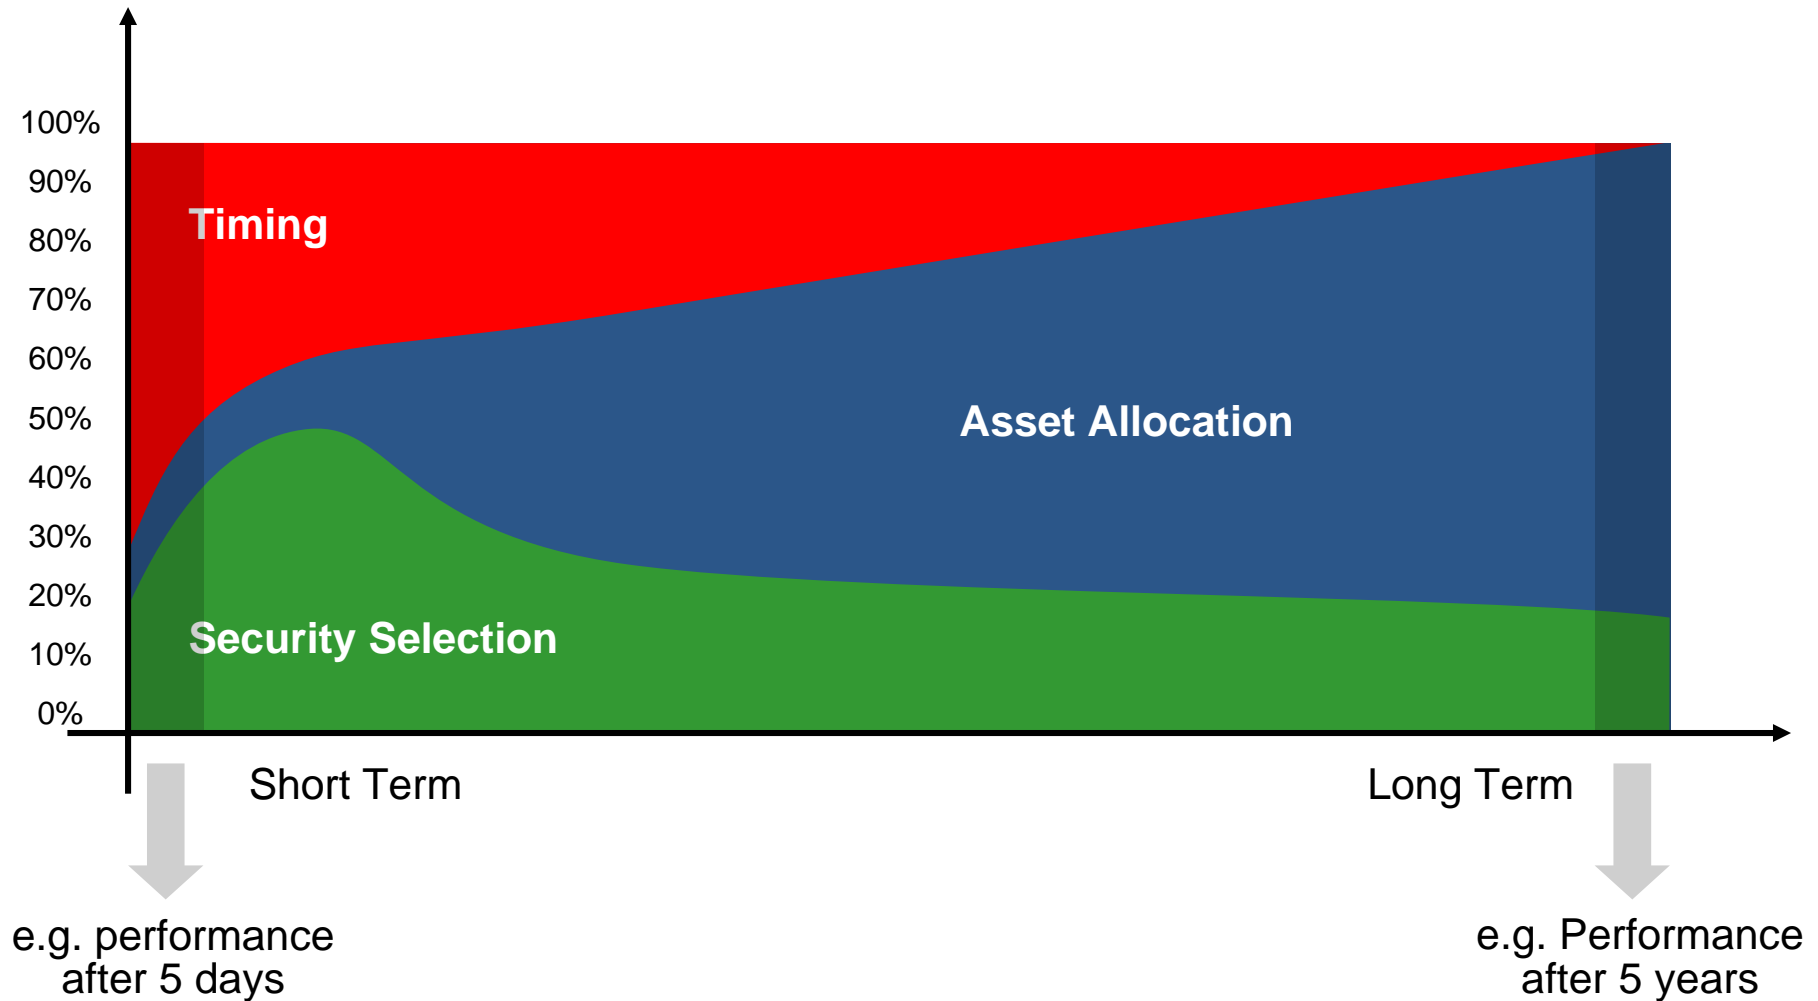 100%
90%
Timing
80%
70%
60%
50%
Asset Allocation
40%
30%
20%
Security Selection
10%
0%
Short Term
Long Term
e.g. performance
after 5 days
e.g. Performance
after 5 years